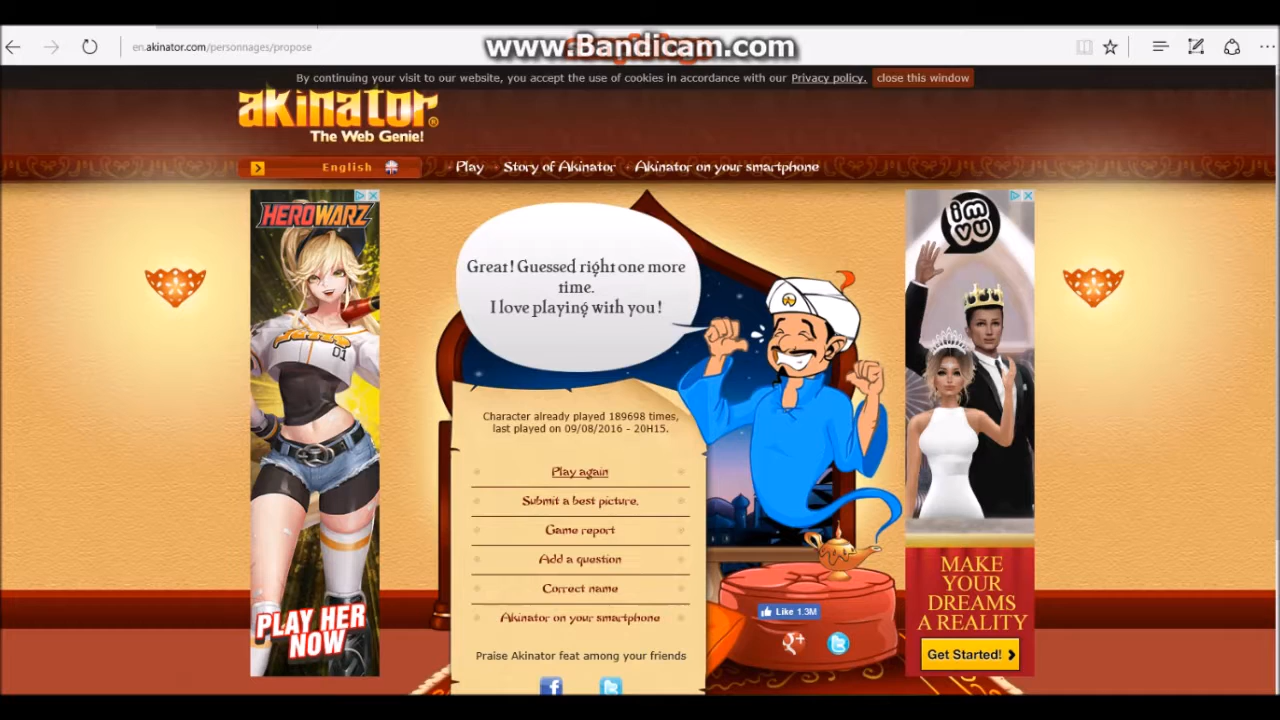 en.akinator.com/personnages/propose
www.Bandicam.com
By continuing your visit to our website, you accept the use of cookies in accordance with our Privacy policy. close this window
akinator®
The Web Genie!
English
Play
Story of Akinator
Akinator on your smartphone
HEROWARZ
01
PLAY HER
NOW
Great! Guessed right one more
time.
I love playing with you!
Character already played 189698 times,
last played on 09/08/2016 - 20H15.
Play again
Submit a best picture.
Game report
Add a question
Correct name
Akinator on your smartphone
Praise Akinator feat among your friends
Like 1.3M
imvu
MAKE
YOUR
DREAMS
A REALITY
Get Started!